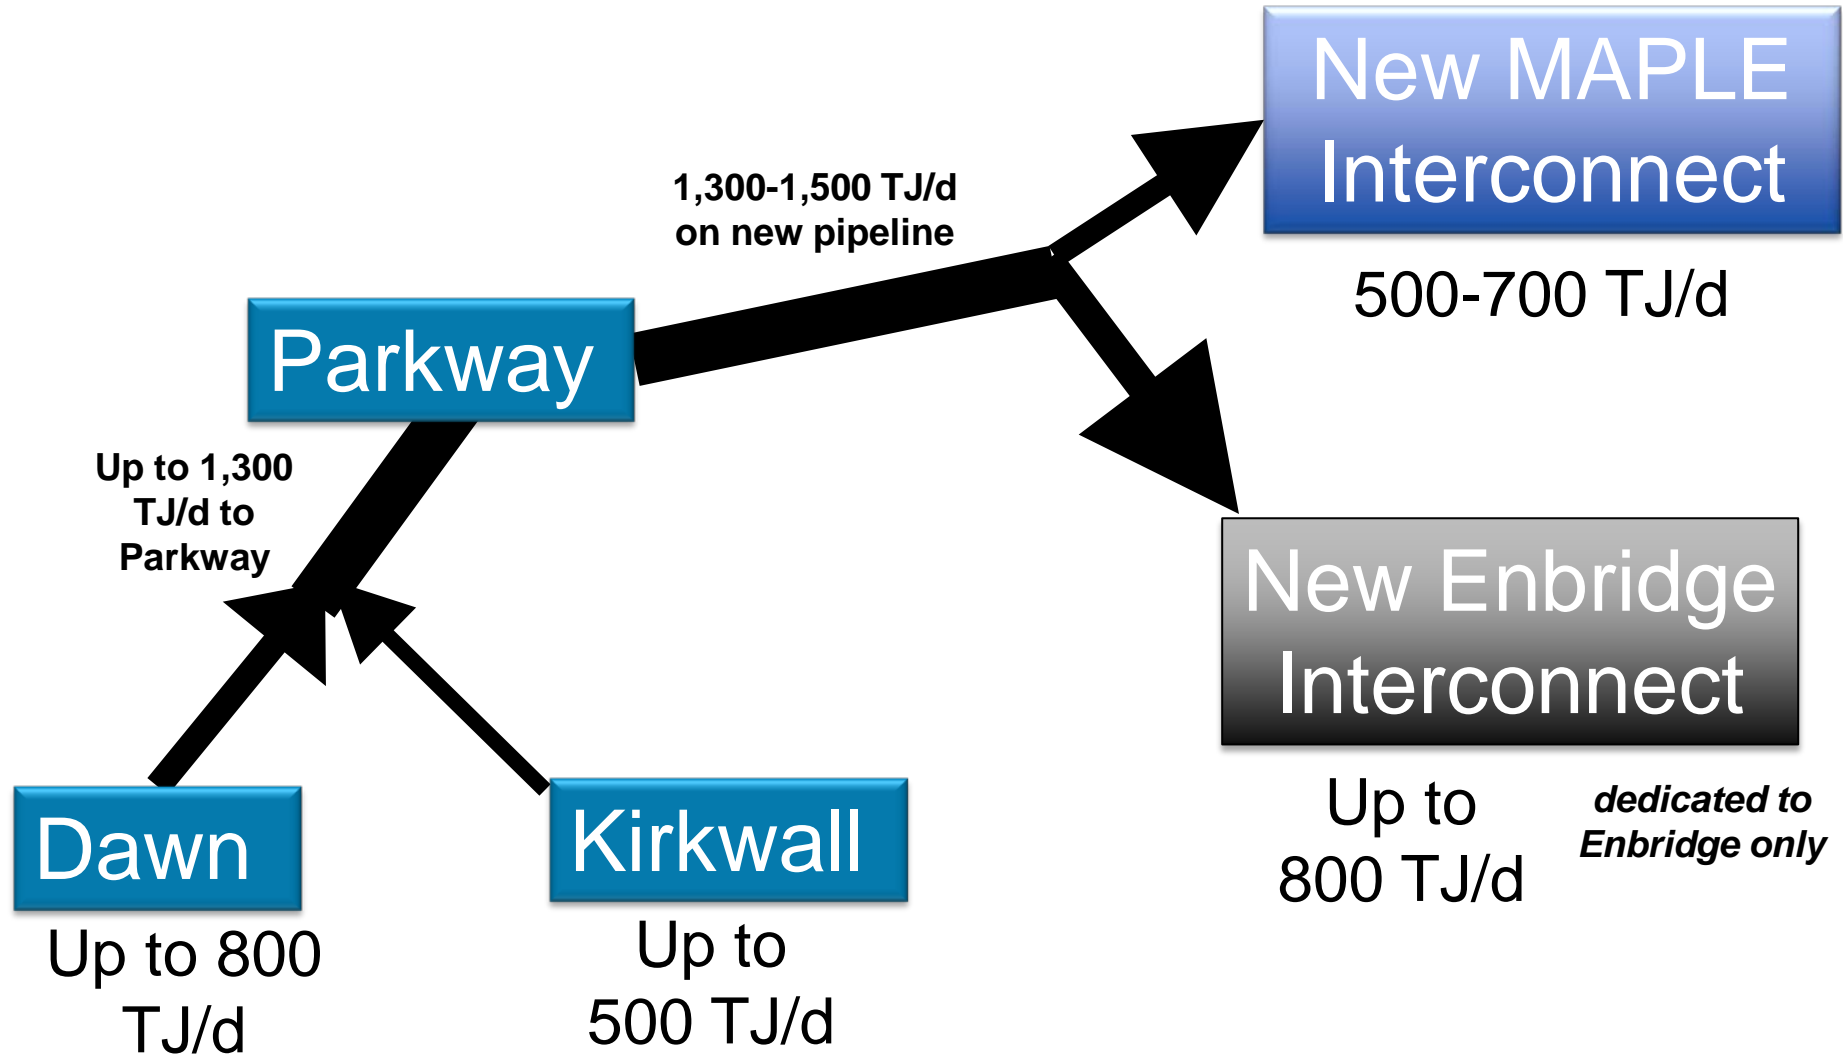 New MAPLE
Interconnect
500-700 TJ/d
1,300-1,500 TJ/d
on new pipeline
Parkway
Up to 1,300
TJ/d to
Parkway
New Enbridge
Interconnect
Up to
800 TJ/d
dedicated to
Enbridge only
Dawn
Up to 800
TJ/d
Kirkwall
Up to
500 TJ/d